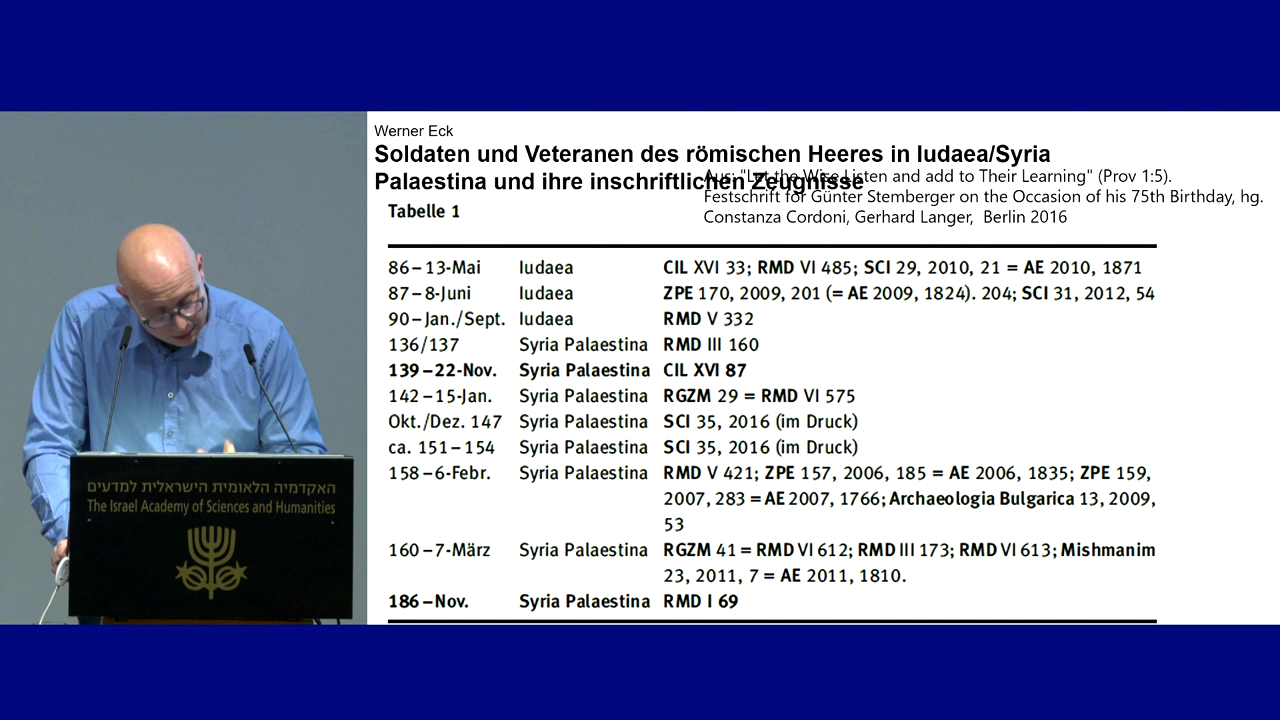 Werner Eck
Soldaten und Veteranen des römischen Heeres in Iudaea/Syria
Palaestina und ihre inschriftlichen Zeugnisse
Aus: "Let the Wise Listen and add to Their Learning" (Prov 1:5).
Festschrift for Günter Stemberger on the Occasion of his 75th Birthday, hg.
Constanza Cordoni, Gerhard Langer, Berlin 2016
Tabelle 1
86–13-Mai Iudaea CIL XVI 33; RMD VI 485; SCI 29, 2010, 21 = AE 2010, 1871
87–8-Juni Iudaea ZPE 170, 2009, 201 (= AE 2009, 1824). 204; SCI 31, 2012, 54
90–Jan./Sept. Iudaea RMD V 332
136/137 Syria Palaestina RMD III 160
139–22-Nov. Syria Palaestina CIL XVI 87
142–15-Jan. Syria Palaestina RGZM 29 = RMD VI 575
Okt./Dez. 147 Syria Palaestina SCI 35, 2016 (im Druck)
ca. 151–154 Syria Palaestina SCI 35, 2016 (im Druck)
158–6-Febr. Syria Palaestina RMD V 421; ZPE 157, 2006, 185 = AE 2006, 1835; ZPE 159,
2007, 283 = AE 2007, 1766; Archaeologia Bulgarica 13, 2009,
53
160–7-März Syria Palaestina RGZM 41 = RMD VI 612; RMD III 173; RMD VI 613; Mishmanim
23, 2011, 7 = AE 2011, 1810.
186–Nov. Syria Palaestina RMD I 69
האקדמיה הלאומית הישראלית למדעים
The Israel Academy of Sciences and Humanities